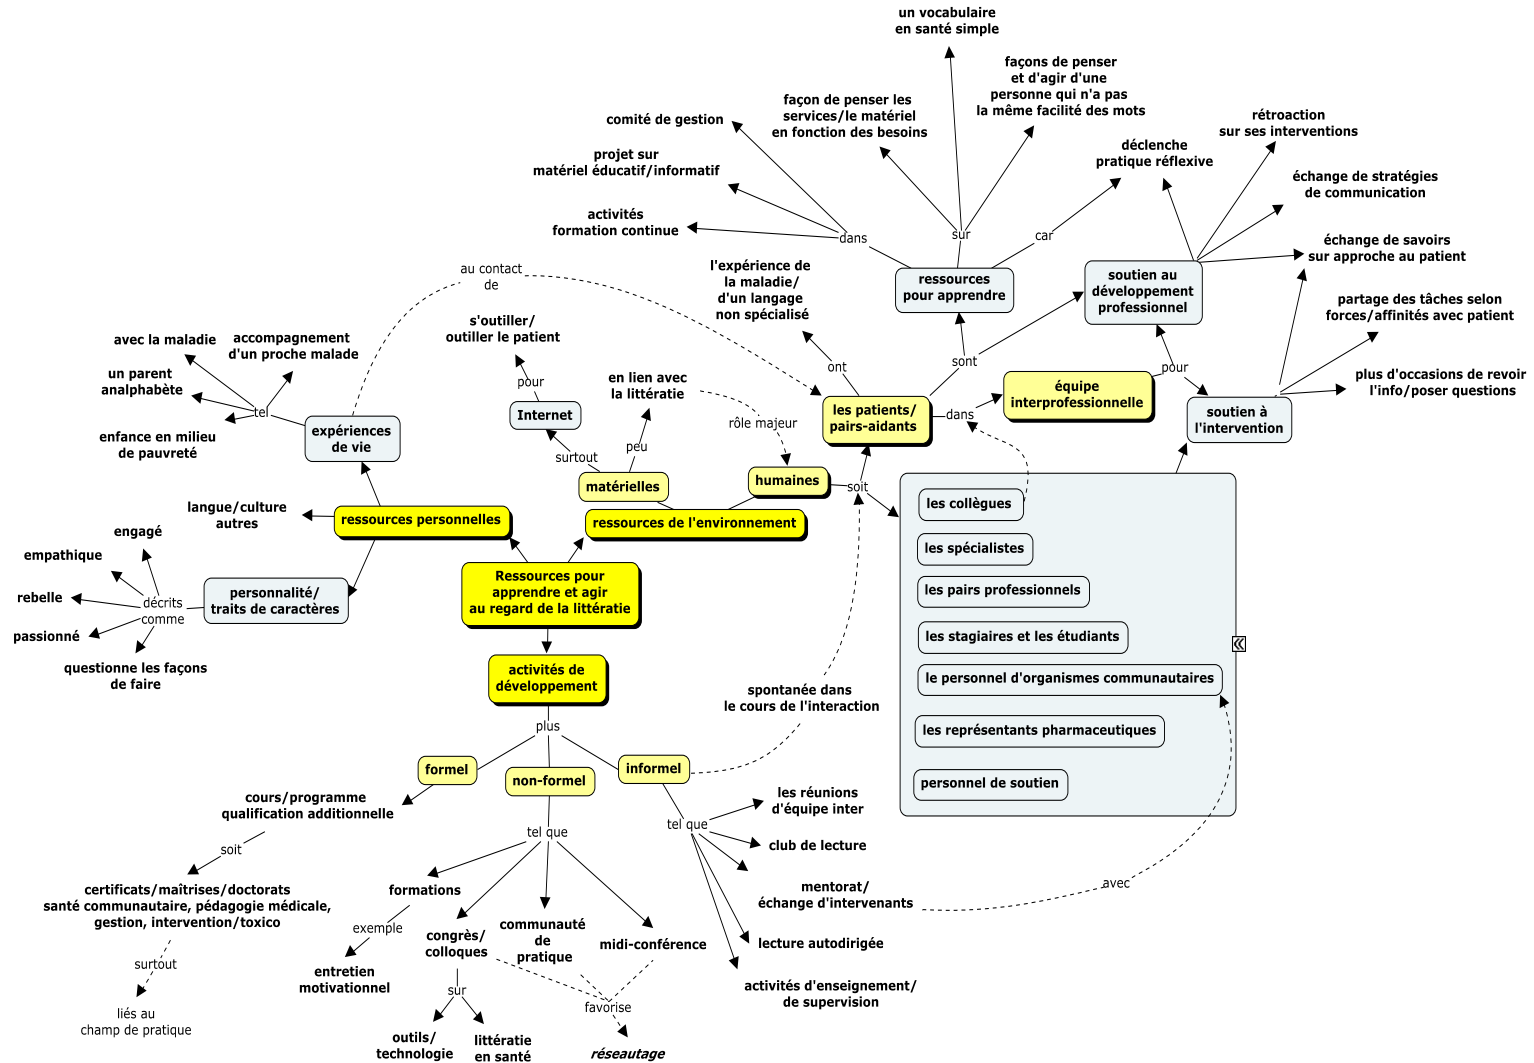 un vocabulaire
en santé simple
façons de penser
et d'agir d'une
personne qui n'a pas
la même facilité des mots
façon de penser les
services/le matériel
en fonction des besoins
comité de gestion
projet sur
matériel éducatif/informatif
activités
formation continue
rétroaction
sur ses interventions
déclenche
pratique réflexive
échange de stratégies
de communication
échange de savoirs
sur approche au patient
partage des tâches selon
forces/affinités avec patient
plus d'occasions de revoir
l'info/poser questions
dans
sur
car
ressources
pour apprendre
soutien au
développement
professionnel
l'expérience de
la maladie/
d'un langage
non spécialisé
au contact
de
s'outiller/
outiller le patient
avec la maladie
accompagnement
d'un proche malade
un parent
analphabète
tel
enfance en milieu
de pauvreté
expériences
de vie
pour
Internet
en lien avec
la littératie
rôle majeur
ont
sont
pour
les patients/
pairs-aidants
dans
équipe
interprofessionnelle
soutien à
l'intervention
surtout
peu
matérielles
humaines
soit
ressources de l'environnement
ressources personnelles
langue/culture
autres
engagé
empathique
rebelle
passionné
questionne les façons
de faire
décrits
comme
personnalité/
traits de caractères
Ressources pour
apprendre et agir
au regard de la littératie
les collègues
les spécialistes
les pairs professionnels
les stagiaires et les étudiants
le personnel d'organismes communautaires
les représentants pharmaceutiques
personnel de soutien
activités de
développement
plus
spontanée dans
le cours de l'interaction
formel
non-formel
informel
cours/programme
qualification additionnelle
soit
certificats/maîtrises/doctorats
santé communautaire, pédagogie médicale,
gestion, intervention/toxico
surtout
liés au
champ de pratique
tel que
formations
exemple
entretien
motivationnel
congrès/
colloques
sur
outils/
technologie
littératie
en santé
communauté
de
pratique
midi-conférence
favorise
réseautage
tel que
les réunions
d'équipe inter
club de lecture
mentorat/
échange d'intervenants
avec
lecture autodirigée
activités d'enseignement/
de supervision